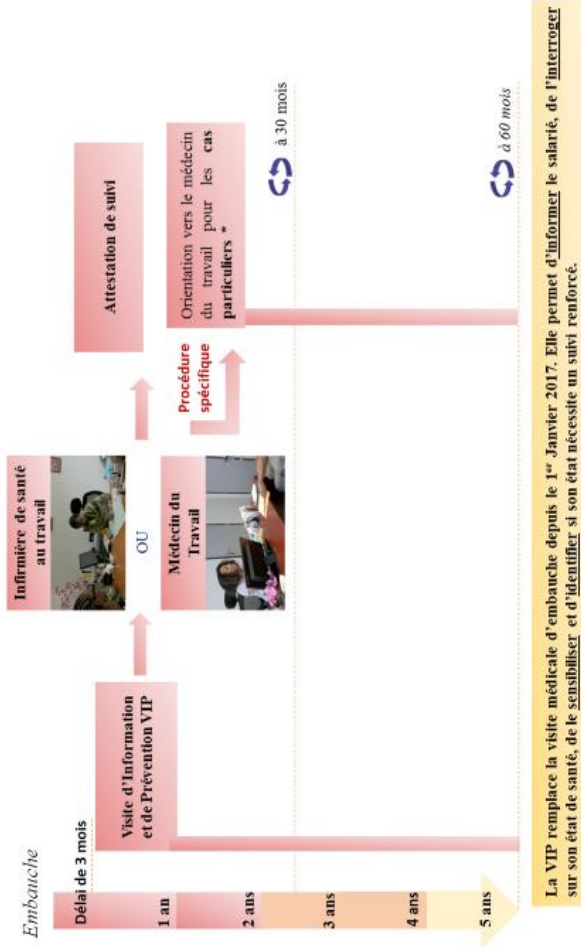 Embauche
Délai de 3 mois
1 an
2 ans
3 ans
4 ans
5 ans
Visite d'Information
et de Prévention VIP
Infirmière de santé
au travail
OU
Médecin du
Travail
Procédure
spécifique
Attestation de suivi
Orientation vers le médecin
du travail pour les cas
particuliers *
à 30 mois
à 60 mois
La VIP remplace la visite médicale d'embauche depuis le 1er Janvier 2017. Elle permet d'informer le salarié, de l'interroger
sur son état de santé, de le sensibiliser et d'identifier si son état nécessite un suivi renforcé.